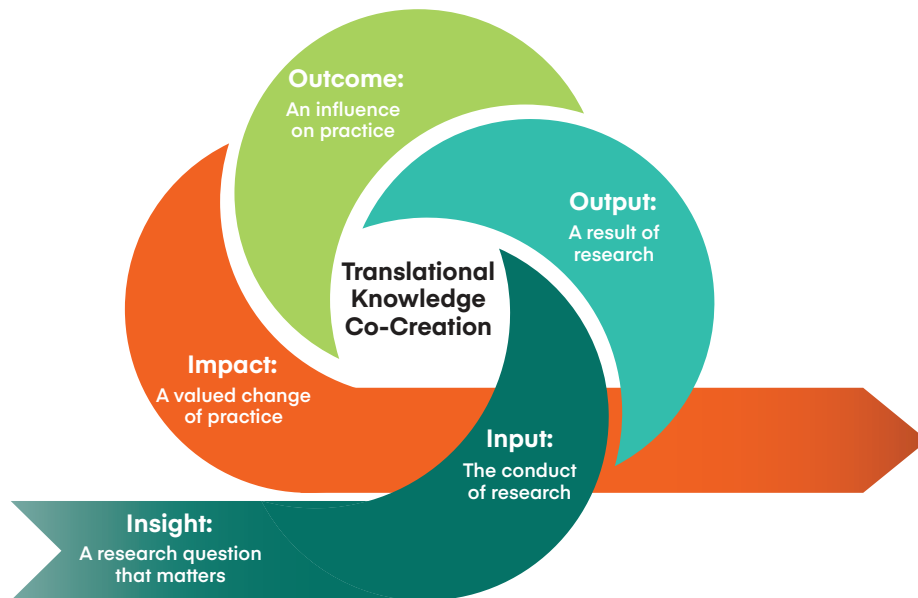 Outcome:
An influence
on practice
Output:
A result of
research
Translational
Knowledge
Co-Creation
Impact:
A valued change
of practice
Input:
The conduct
of research
Insight:
A research question
that matters